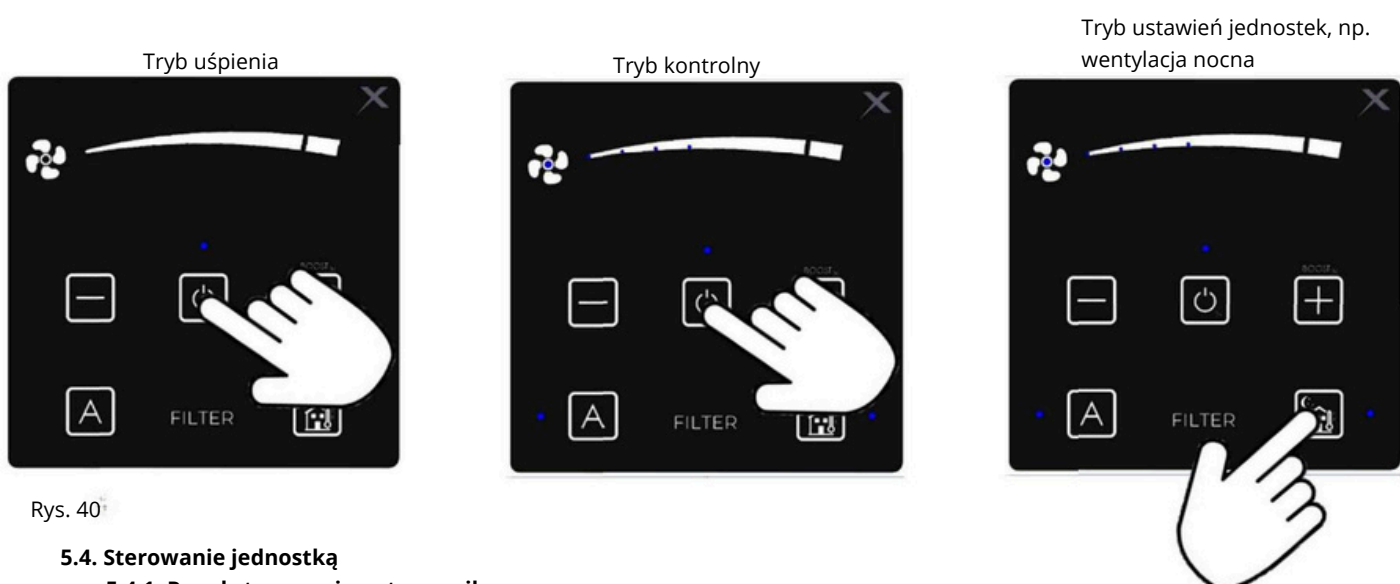 Tryb ustawień jednostek, np.
wentylacja nocna
Tryb uśpienia
Tryb kontrolny
X
X
X
BOOST
BOOST
BOOST
A
FILTER
A
FILTER
A
FILTER
Rys. 40
5.4. Sterowanie jednostką